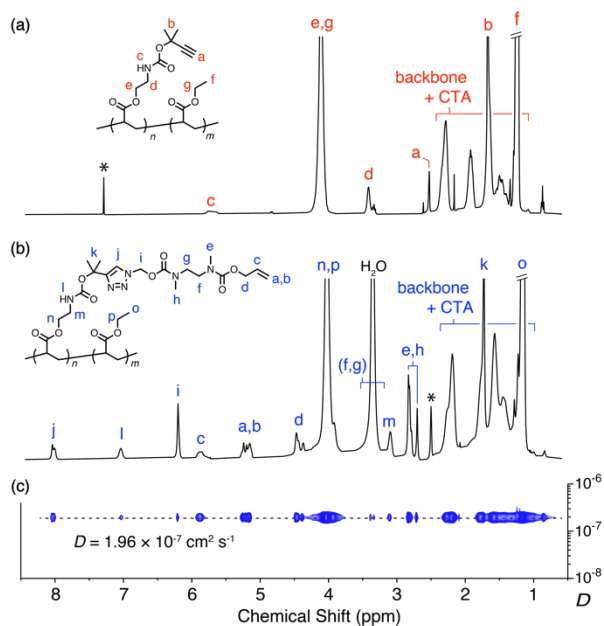 (a)
b
O
a
c
HN
O
e
d
g
f
O
O
O
O
n
m
*
c
e,g
d
a
backbone
+ CTA
b
f
(b)
k
j
i
O
N
N=N
O
O
N
g
e
N
O
O
c
a,b
h
f
d
l
HN
O
m
n
p
o
O
O
O
O
n
m
j
l
i
c
a,b
d
n,p
H2O
(f,g)
m
e,h
*
backbone
+ CTA
k
o
(c)
D = 1.96 × 10-7 cm2 s-1
10-6
10-7
10-8
8 7 6 5 4 3 2 1
D
Chemical Shift (ppm)